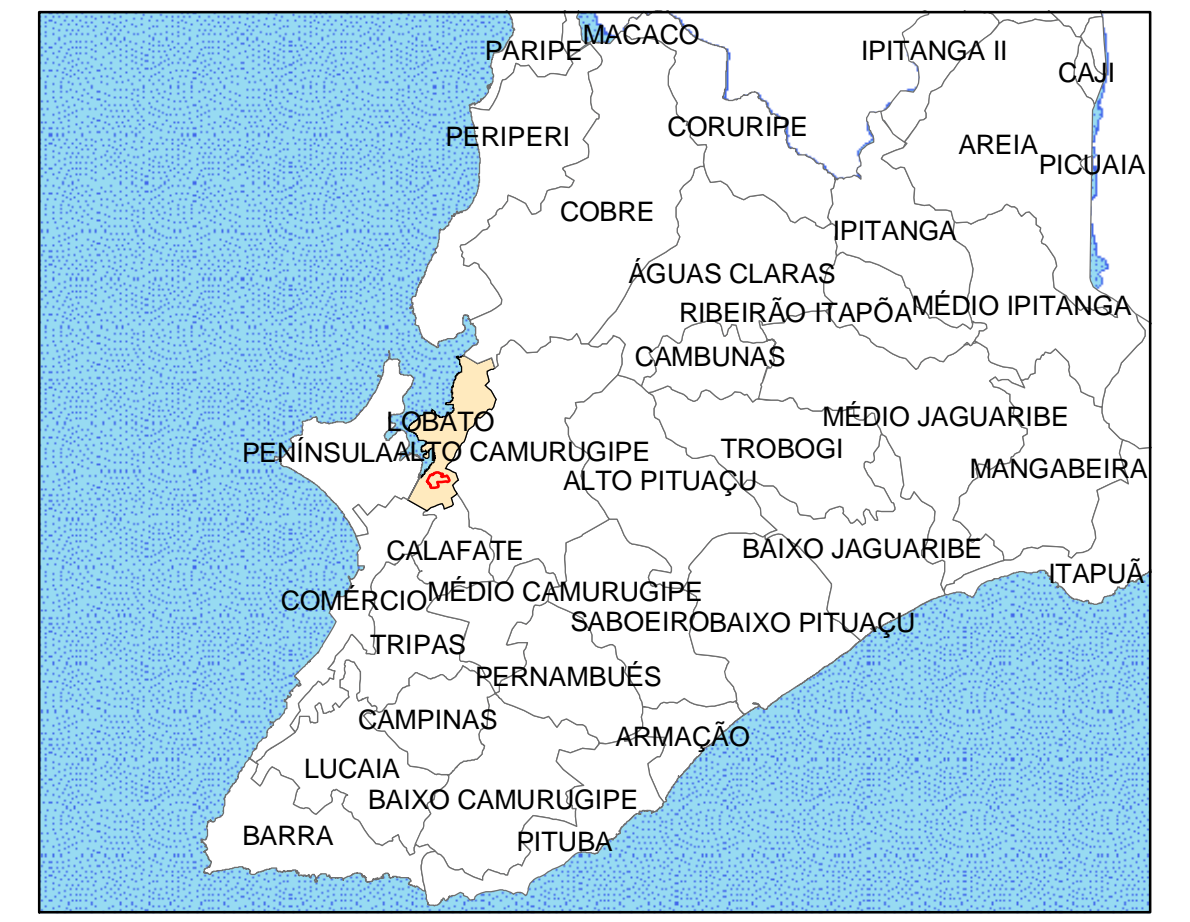 MACACO
PARIPE
IPITANGA II
CAJI
CORURIPE
PERIPERI
AREIA
PICUAIA
COBRE
IPITANGA
ÁGUAS CLARAS
MÉDIO IPITANGA
RIBEIRÃO ITAPÕA
CAMBUNAS
MÉDIO JAGUARIBE
LOBATO
TROBOGI
PENÍNSULA
ALTO CAMURUGIPE
MANGABEIRA
ALTO PITUAÇU
CALAFATE
BAIXO JAGUARIBE
ITAPUÃ
MÉDIO CAMURUGIPE
COMÉRCIO
SABOEIRO
BAIXO PITUAÇU
TRIPAS
PERNAMBUÉS
CAMPINAS
ARMAÇÃO
LUCAIA
BAIXO CAMURUGIPE
BARRA
PITUBA